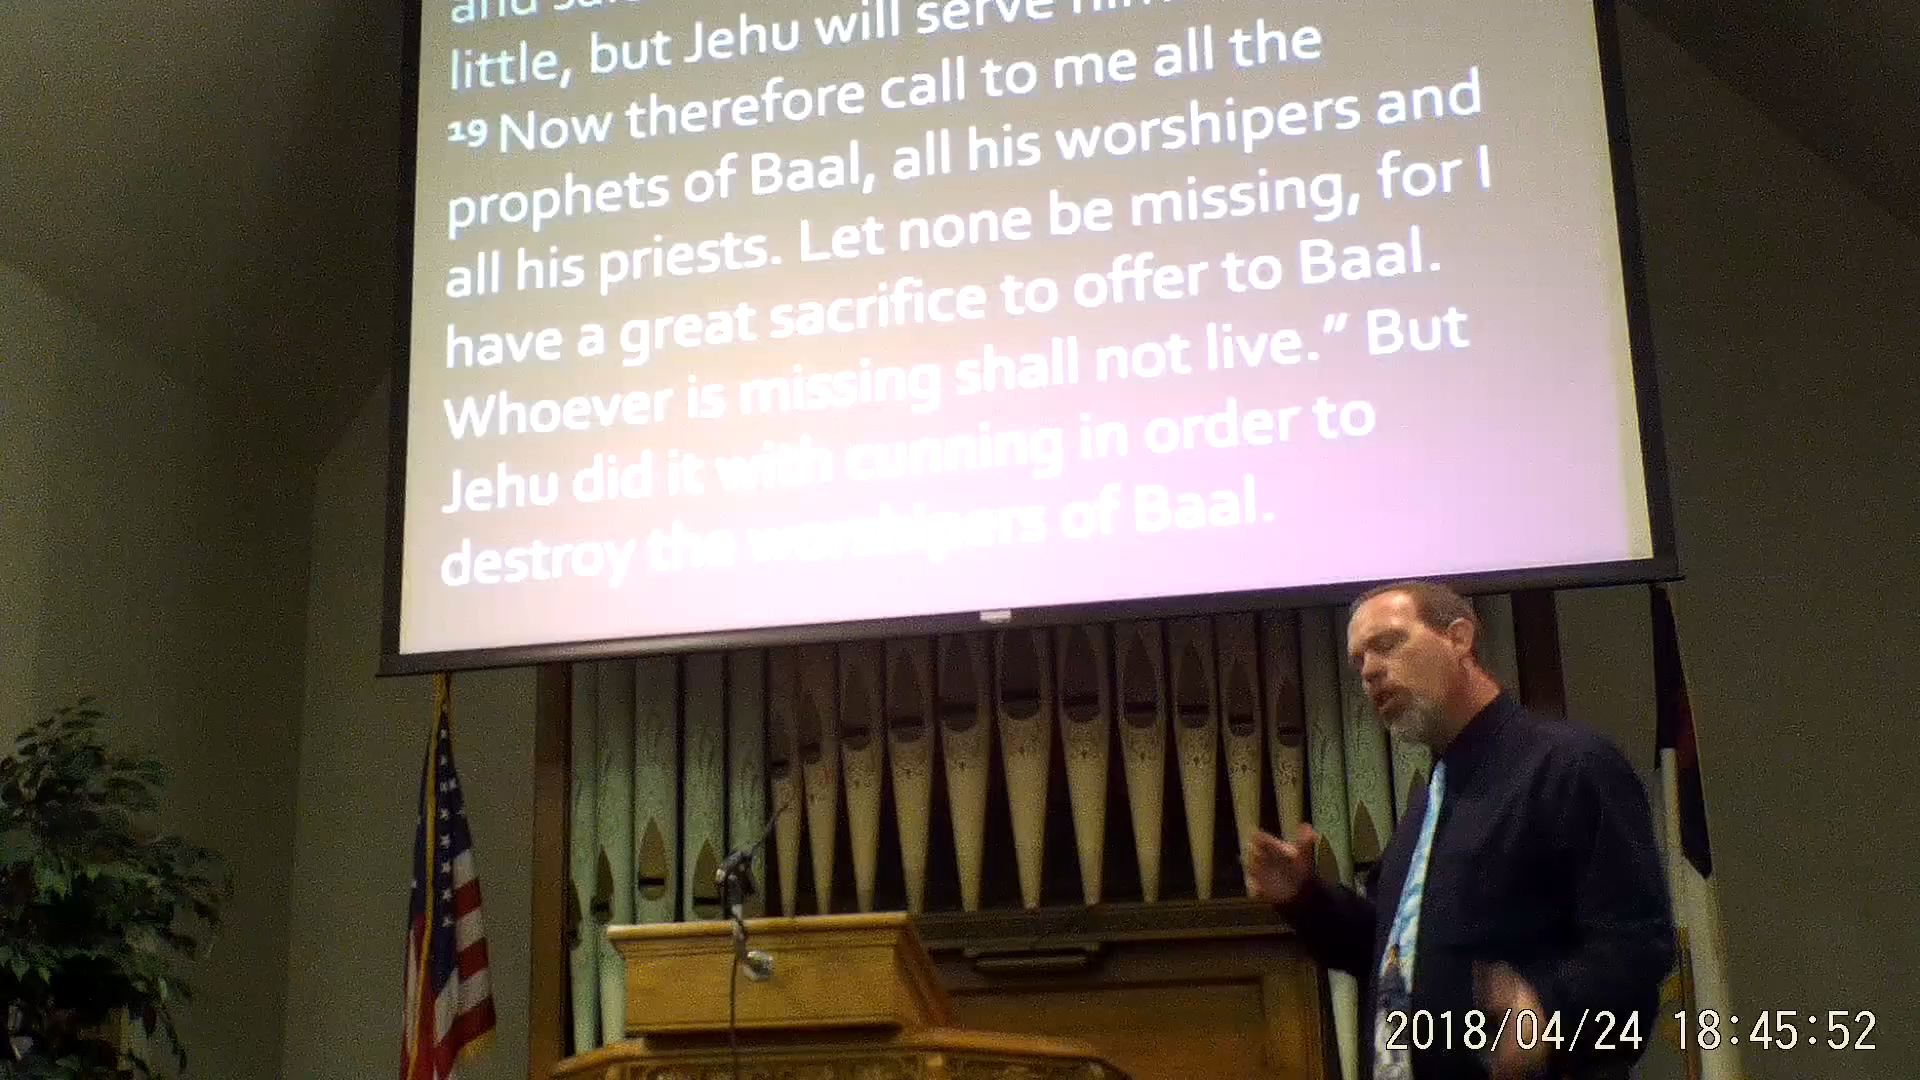 and
little, but Jehu will serve him
19 Now therefore call to me all the
prophets of Baal, all his worshipers and
all his priests. Let none be missing, for I
have a great sacrifice to offer to Baal.
Whoever is missing shall not live.” But
Jehu did it with cunning in order to
destroy the worshipers of Baal.
2018/04/24 18:45:52